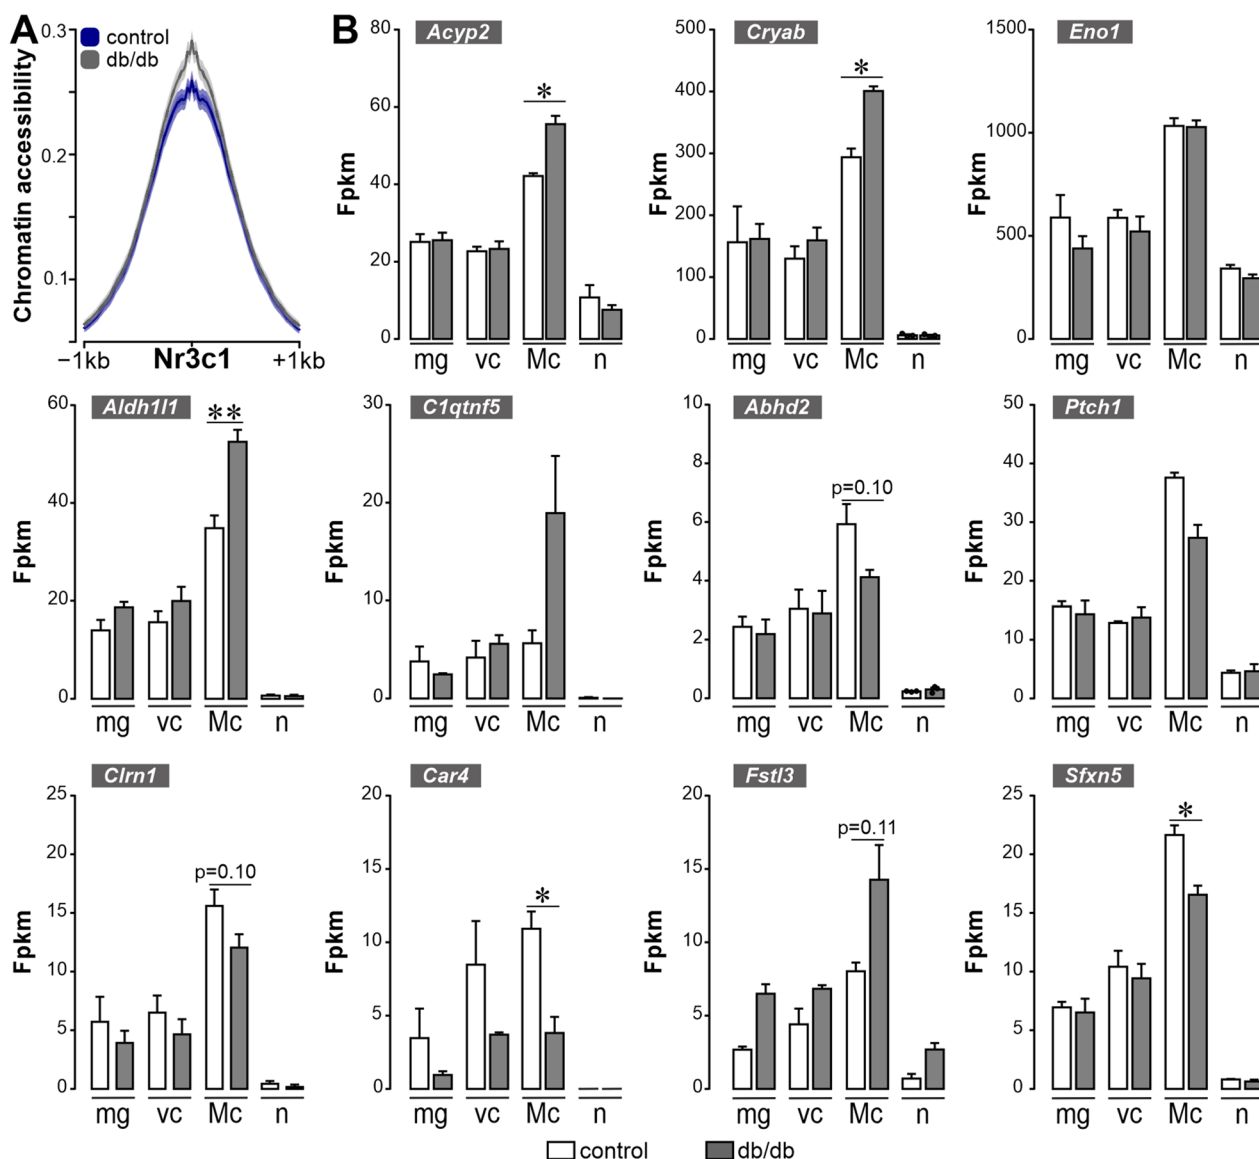 A
control
db/db
Chromatin accessibility
0.3
0.2
0.1
−1kb
Nr3c1
+1kb
B
Acyp2
Fpkm
80
60
40
20
0
mg vc Mc n
*
Cryab
Fpkm
500
400
300
200
100
0
mg vc Mc n
*
Eno1
Fpkm
1500
1000
500
0
mg vc Mc n
Aldh1l1
Fpkm
60
40
20
0
mg vc Mc n
**
C1qtnf5
Fpkm
30
20
10
0
mg vc Mc n
Abhd2
Fpkm
10
8
6
4
2
0
mg vc Mc n
p=0.10
Ptch1
Fpkm
50
40
30
20
10
0
mg vc Mc n
Clrn1
Fpkm
25
20
15
10
5
0
mg vc Mc n
p=0.10
Car4
Fpkm
20
15
10
5
0
mg vc Mc n
*
Fstl3
Fpkm
20
15
10
5
0
mg vc Mc n
p=0.11
Sfxn5
Fpkm
25
20
15
10
5
0
mg vc Mc n
*
control db/db